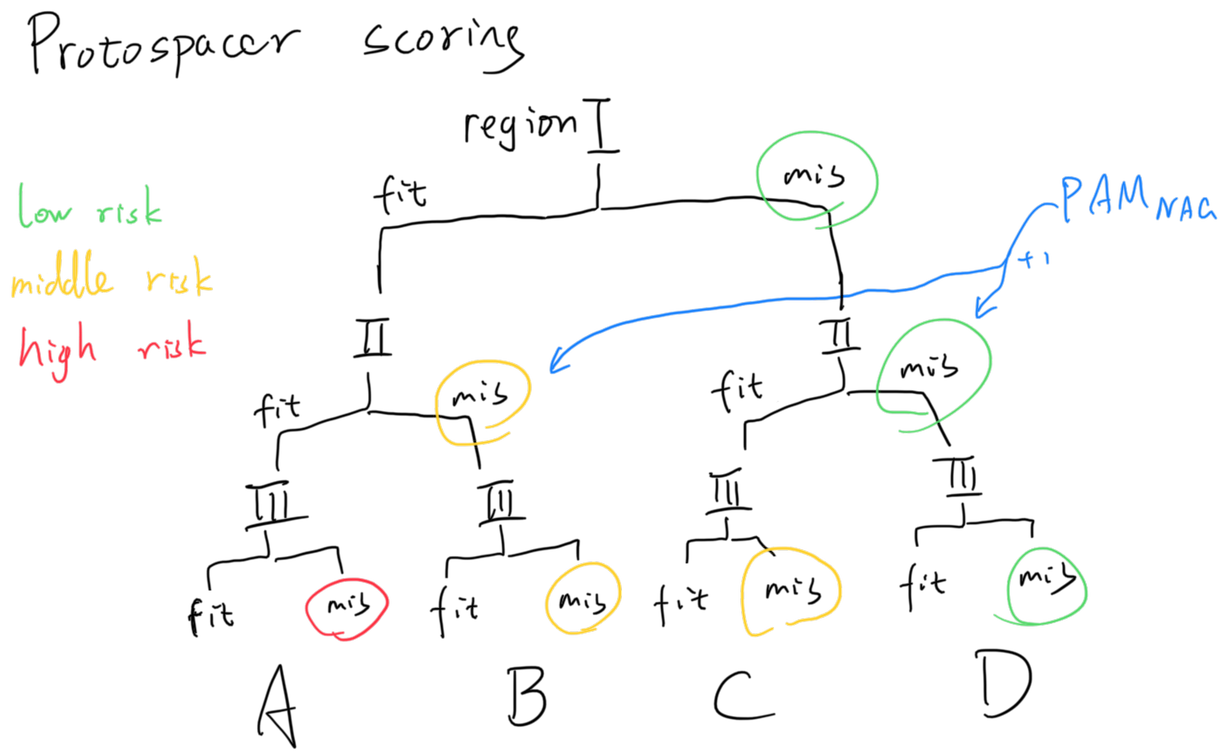 Protospacer scoring
region I
fit mis
low risk
PAM NAG
middle risk
+1
high risk
II II
fit mis fit mis
III III III III
fit mis fit mis fit mis fit mis
A B C D